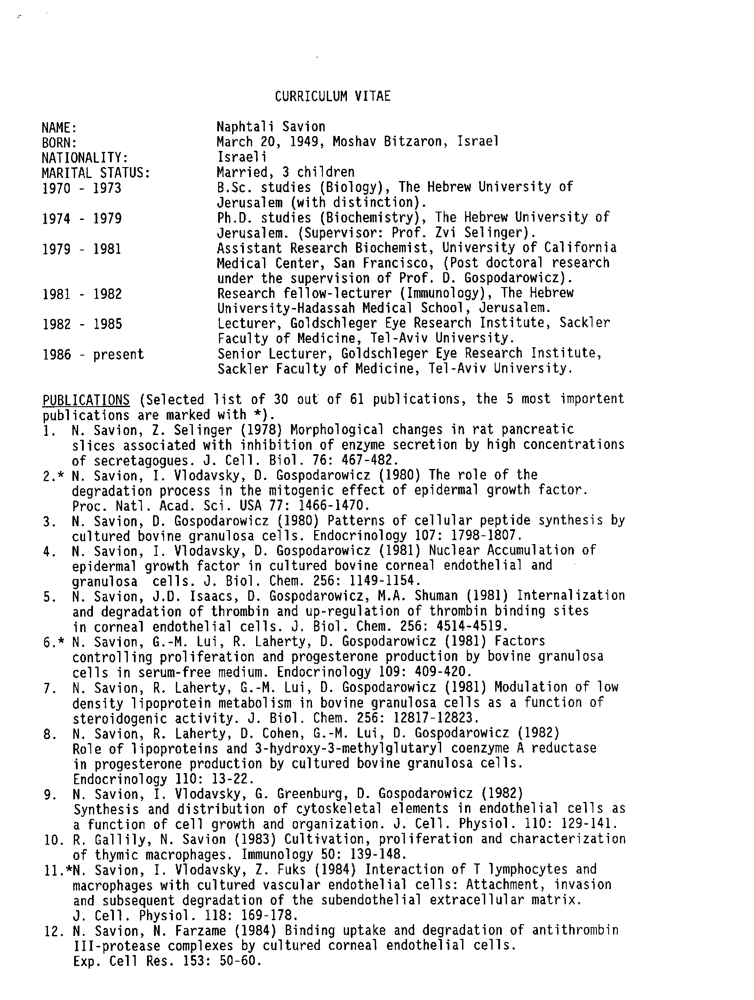 CURRICULUM VITAE
NAME: Naphtali Savion
BORN: March 20, 1949, Moshav Bitzaron, Israel
NATIONALITY: Israeli
MARITAL STATUS: Married, 3 children
1970 - 1973 B.Sc. studies (Biology), The Hebrew University of
Jerusalem (with distinction).
1974 - 1979 Ph.D. studies (Biochemistry), The Hebrew University of
Jerusalem. (Supervisor: Prof. Zvi Selinger).
1979 - 1981 Assistant Research Biochemist, University of California
Medical Center, San Francisco, (Post doctoral research
under the supervision of Prof. D. Gospodarowicz).
1981 - 1982 Research fellow-lecturer (Immunology), The Hebrew
University-Hadassah Medical School, Jerusalem.
1982 - 1985 Lecturer, Goldschleger Eye Research Institute, Sackler
Faculty of Medicine, Tel-Aviv University.
1986 - present Senior Lecturer, Goldschleger Eye Research Institute,
Sackler Faculty of Medicine, Tel-Aviv University.
PUBLICATIONS (Selected list of 30 out of 61 publications, the 5 most importent
publications are marked with *).
1. N. Savion, Z. Selinger (1978) Morphological changes in rat pancreatic
slices associated with inhibition of enzyme secretion by high concentrations
of secretagogues. J. Cell. Biol. 76: 467-482.
2.* N. Savion, I. Vlodavsky, D. Gospodarowicz (1980) The role of the
degradation process in the mitogenic effect of epidermal growth factor.
Proc. Natl. Acad. Sci. USA 77: 1466-1470.
3. N. Savion, D. Gospodarowicz (1980) Patterns of cellular peptide synthesis by
cultured bovine granulosa cells. Endocrinology 107: 1798-1807.
4. N. Savion, I. Vlodavsky, D. Gospodarowicz (1981) Nuclear Accumulation of
epidermal growth factor in cultured bovine corneal endothelial and
granulosa cells. J. Biol. Chem. 256: 1149-1154.
5. N. Savion, J.D. Isaacs, D. Gospodarowicz, M.A. Shuman (1981) Internalization
and degradation of thrombin and up-regulation of thrombin binding sites
in corneal endothelial cells. J. Biol. Chem. 256: 4514-4519.
6.* N. Savion, G.-M. Lui, R. Laherty, D. Gospodarowicz (1981) Factors
controlling proliferation and progesterone production by bovine granulosa
cells in serum-free medium. Endocrinology 109: 409-420.
7. N. Savion, R. Laherty, G.-M. Lui, D. Gospodarowicz (1981) Modulation of low
density lipoprotein metabolism in bovine granulosa cells as a function of
steroidogenic activity. J. Biol. Chem. 256: 12817-12823.
8. N. Savion, R. Laherty, D. Cohen, G.-M. Lui, D. Gospodarowicz (1982)
Role of lipoproteins and 3-hydroxy-3-methylglutaryl coenzyme A reductase
in progesterone production by cultured bovine granulosa cells.
Endocrinology 110: 13-22.
9. N. Savion, I. Vlodavsky, G. Greenburg, D. Gospodarowicz (1982)
Synthesis and distribution of cytoskeletal elements in endothelial cells as
a function of cell growth and organization. J. Cell. Physiol. 110: 129-141.
10. R. Gallily, N. Savion (1983) Cultivation, proliferation and characterization
of thymic macrophages. Immunology 50: 139-148.
11.*N. Savion, I. Vlodavsky, Z. Fuks (1984) Interaction of T lymphocytes and
macrophages with cultured vascular endothelial cells: Attachment, invasion
and subsequent degradation of the subendothelial extracellular matrix.
J. Cell. Physiol. 118: 169-178.
12. N. Savion, N. Farzame (1984) Binding uptake and degradation of antithrombin
III-protease complexes by cultured corneal endothelial cells.
Exp. Cell Res. 153: 50-60.